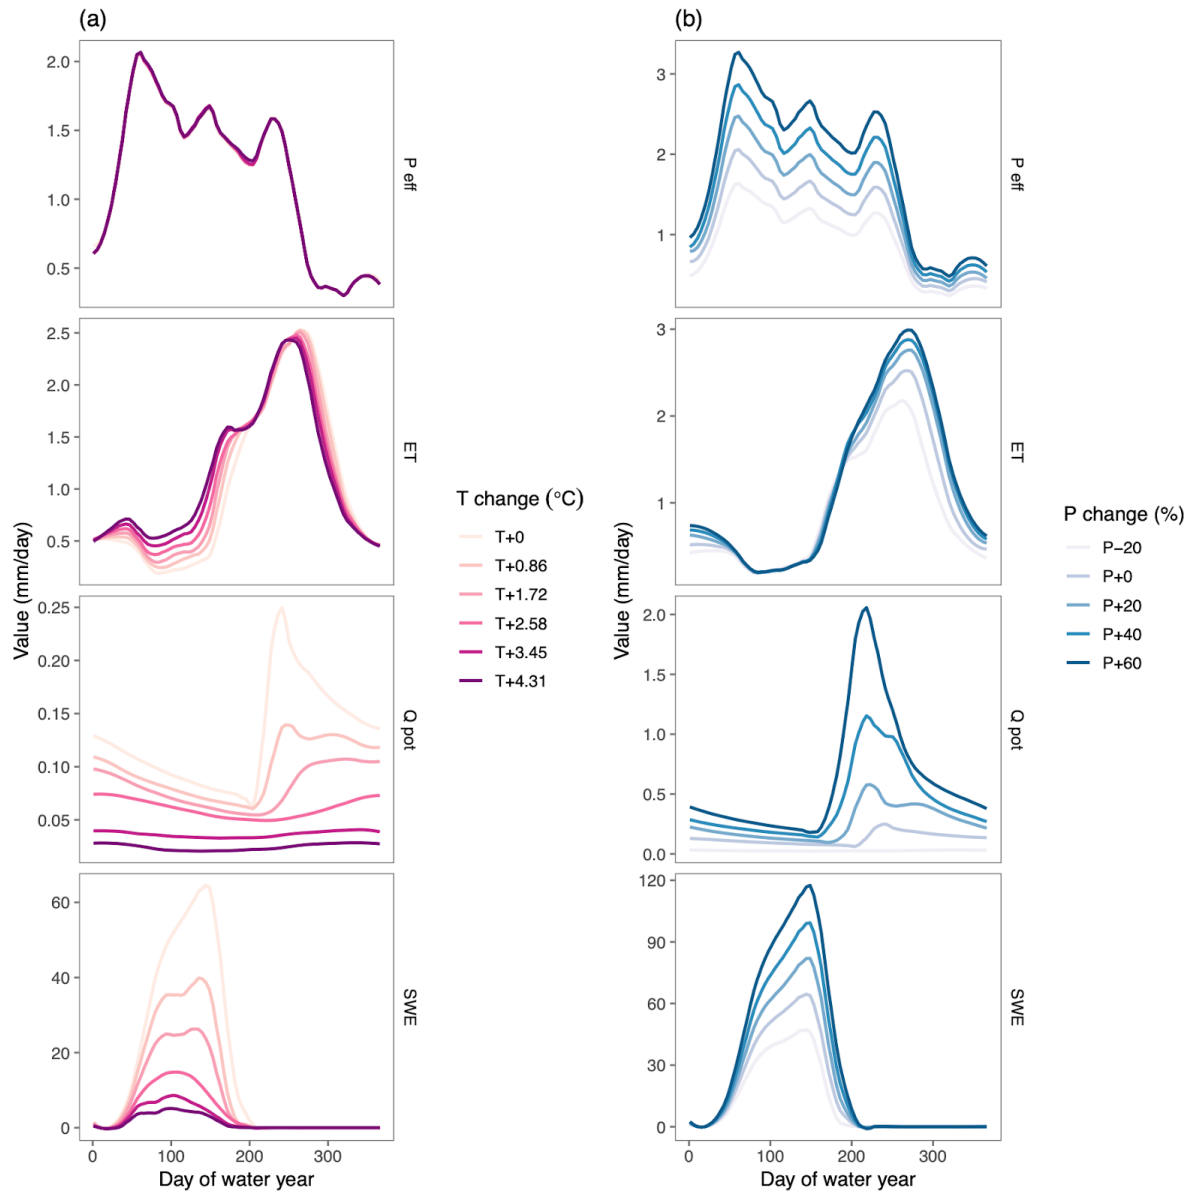 (a)
2.0
1.5
1.0
0.5
P eff
2.5
2.0
1.5
1.0
0.5
ET
0.25
0.20
0.15
0.10
0.05
Q pot
60
40
20
0
SWE
0
100
200
300
Day of water year
Value (mm/day)
T change (°C)
T+0
T+0.86
T+1.72
T+2.58
T+3.45
T+4.31
(b)
3
2
1
P eff
3
2
1
ET
2.0
1.5
1.0
0.5
0.0
Q pot
120
90
60
30
0
SWE
0
100
200
300
Day of water year
Value (mm/day)
P change (%)
P−20
P+0
P+20
P+40
P+60